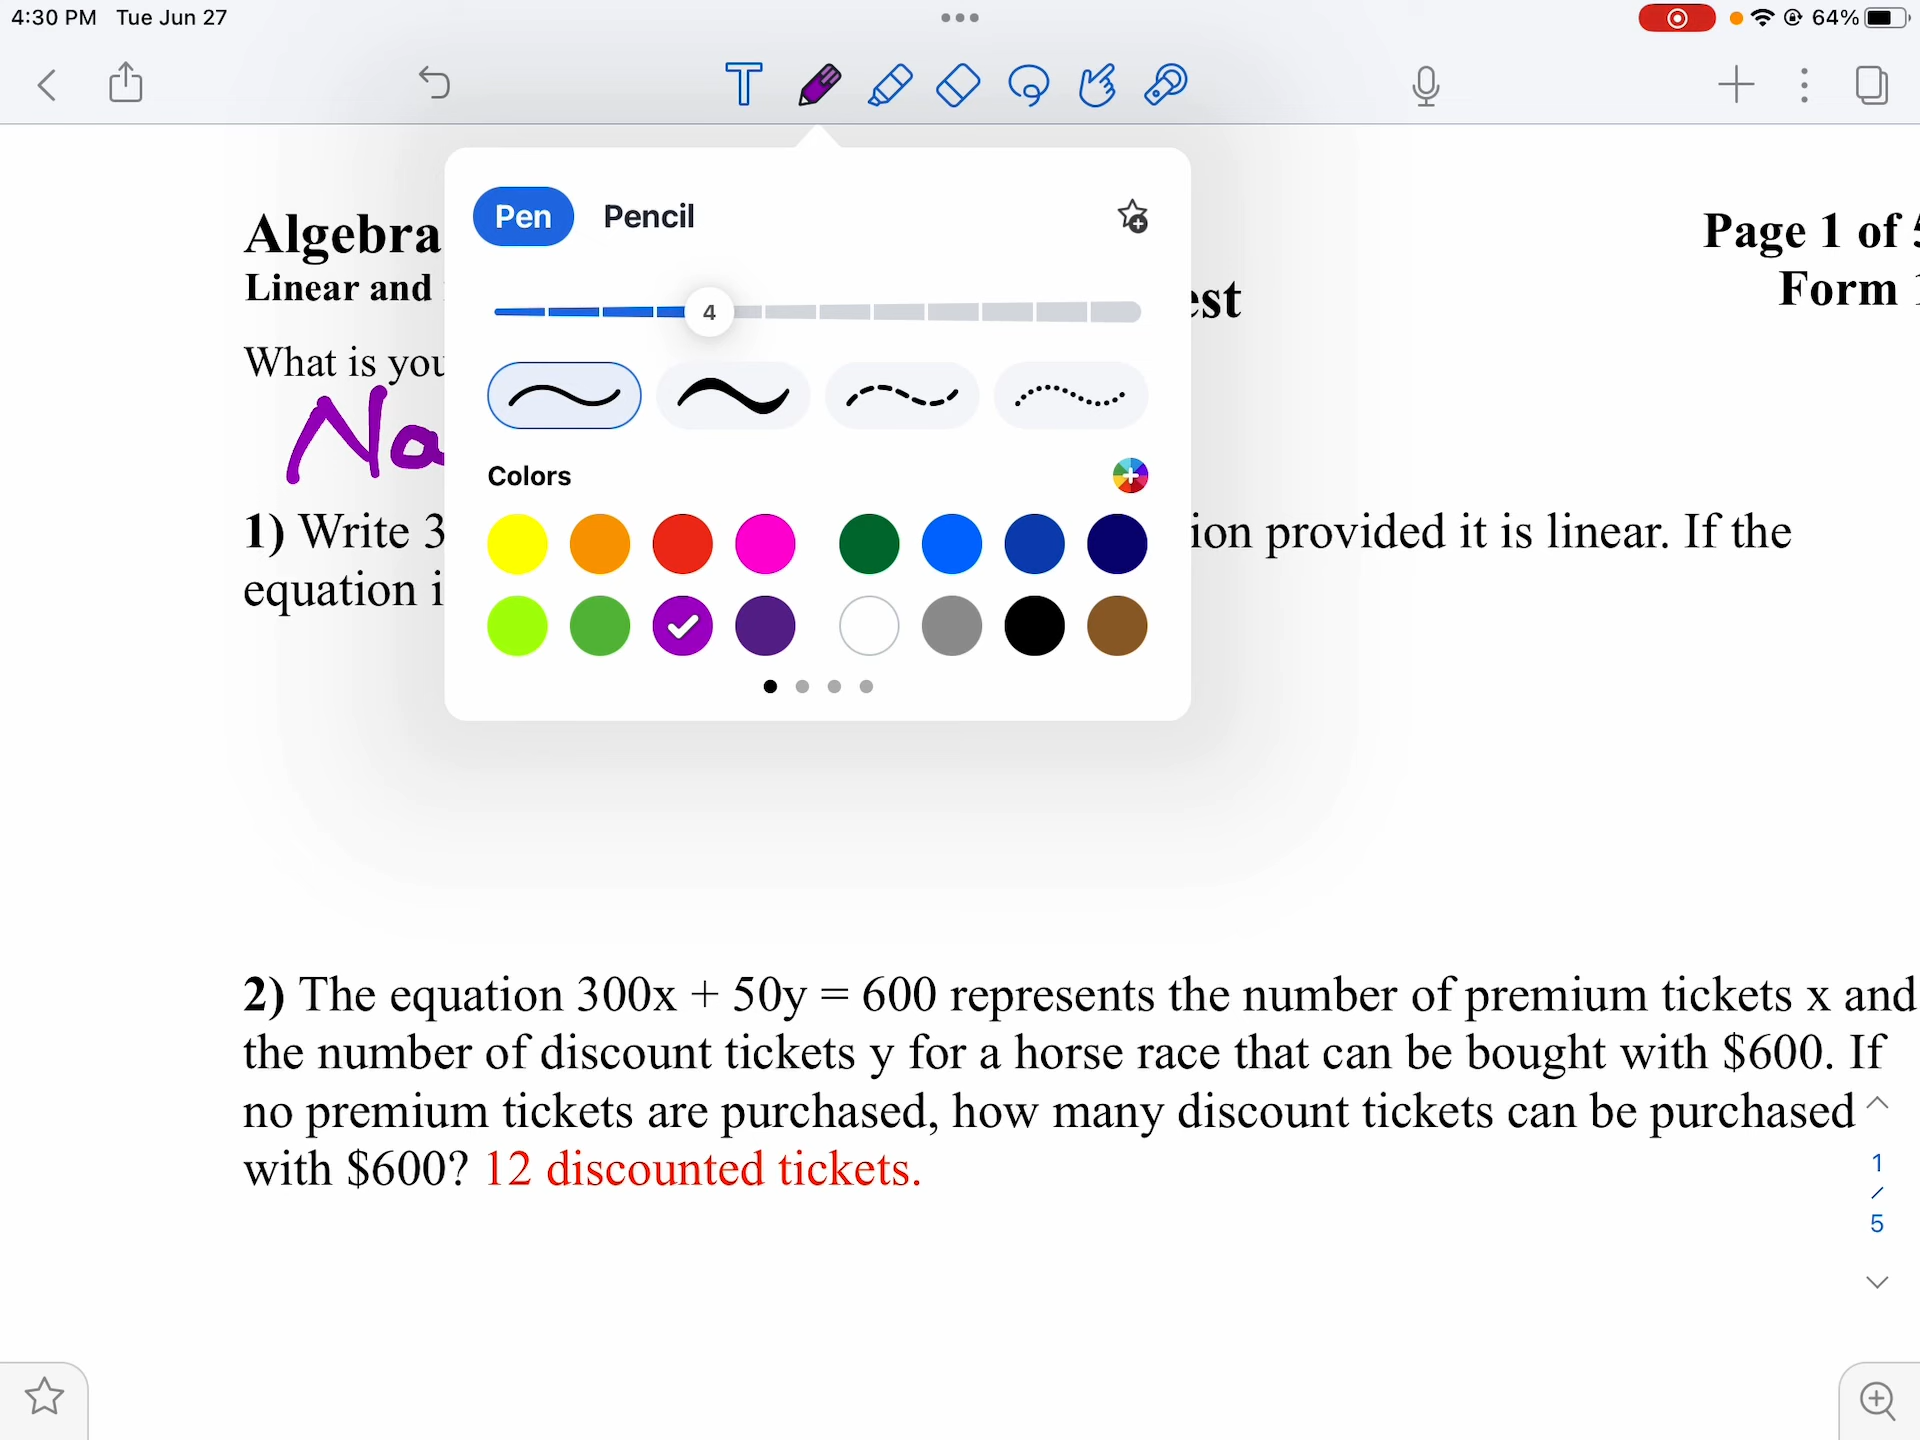 4:30 PM Tue Jun 27
64%
T
Pen Pencil
4
Colors
Algebra
Page 1 of
Linear and
est
Form
What is you
Na
1) Write 3
ion provided it is linear. If the
equation i
2) The equation 300x + 50y = 600 represents the number of premium tickets x and
the number of discount tickets y for a horse race that can be bought with $600. If
no premium tickets are purchased, how many discount tickets can be purchased
with $600? 12 discounted tickets.
1
/
5